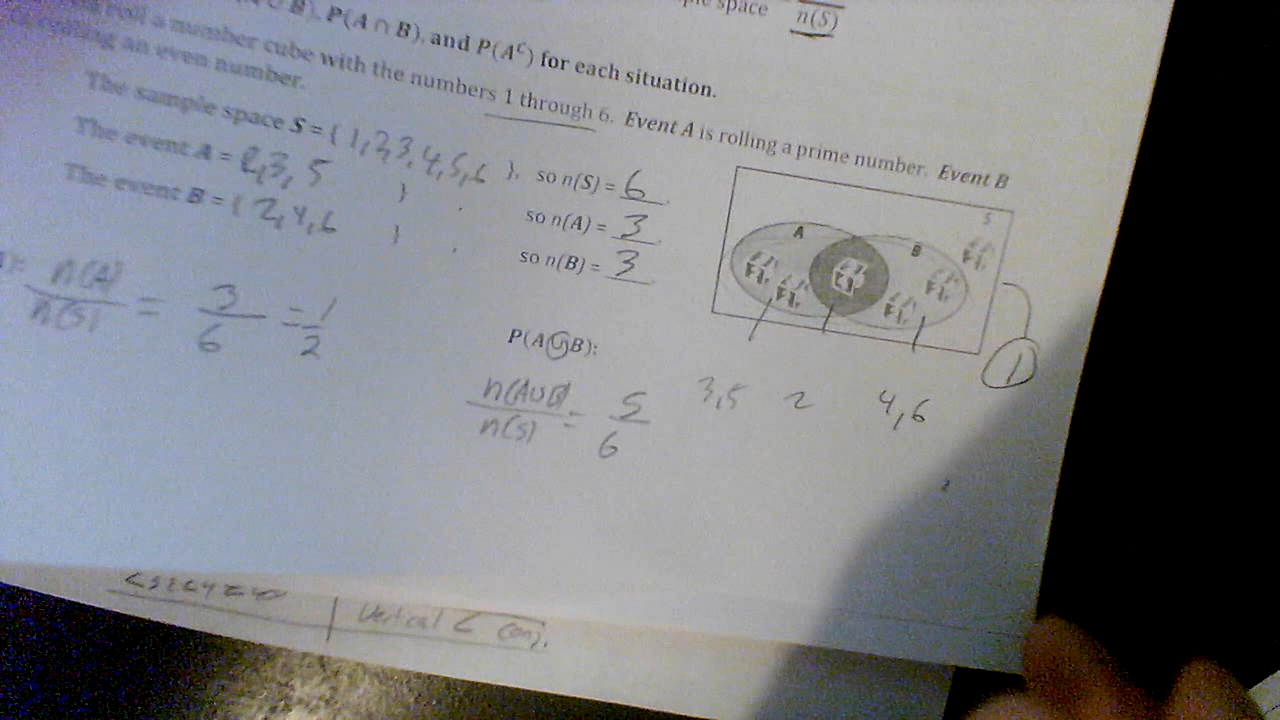 space n(S)
P(A ∩ B), and P(Aᶜ) for each situation.
roll a number cube with the numbers 1 through 6. Event A is rolling a prime number. Event B
rolling an even number.
The sample space S = { 1,2,3,4,5,6 }, so n(S) = 6.
The event A = 2,3,5 }, so n(A) = 3.
The event B = { 2,4,6 }, so n(B) = 3.
S
A B
n(A)/n(S) = 3/6 = 1/2
P(A∪B):
1
n(A∪B)/n(S) = 5/6
3,5 2 4,6
Vertical ∠